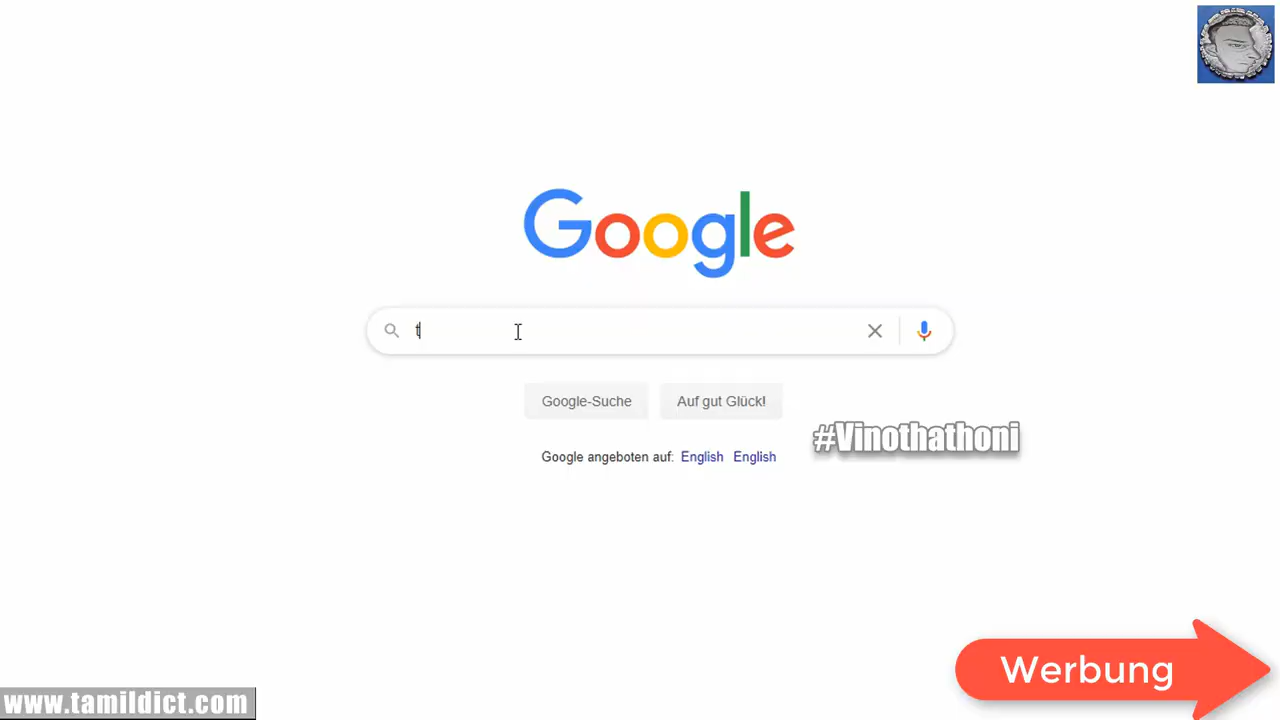 Google
t
Google-Suche Auf gut Glück!
#Vinothathoni
Google angeboten auf: English English
Werbung
www.tamildict.com